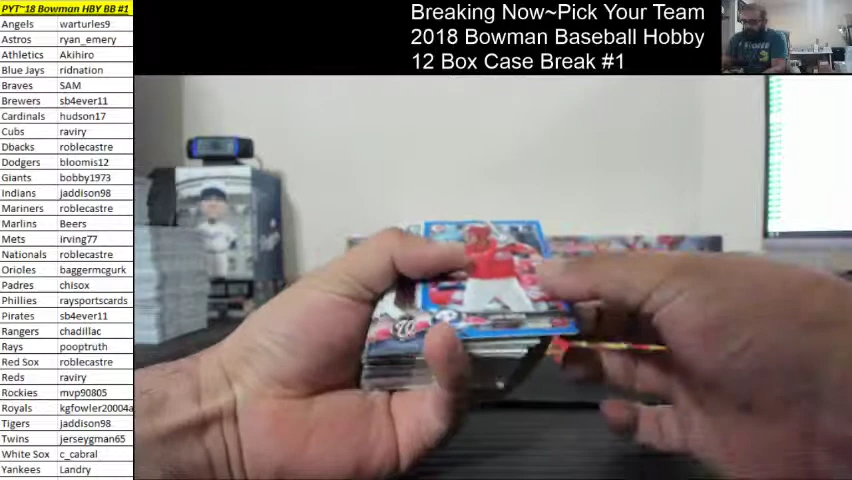 PYT~18 Bowman HBY BB #1
Angels warturles9
Astros ryan_emery
Athletics Akihiro
Blue Jays ridnation
Braves SAM
Brewers sb4ever11
Cardinals hudson17
Cubs raviry
Dbacks roblecastre
Dodgers bloomis12
Giants bobby1973
Indians jaddison98
Mariners roblecastre
Marlins Beers
Mets irving77
Nationals roblecastre
Orioles baggermcgurk
Padres chisox
Phillies raysportscards
Pirates sb4ever11
Rangers chadillac
Rays pooptruth
Red Sox roblecastre
Reds raviry
Rockies mvp90805
Royals kgfowler20004a
Tigers jaddison98
Twins jerseygman65
White Sox c_cabral
Yankees Landry
Breaking Now~Pick Your Team
2018 Bowman Baseball Hobby
12 Box Case Break #1